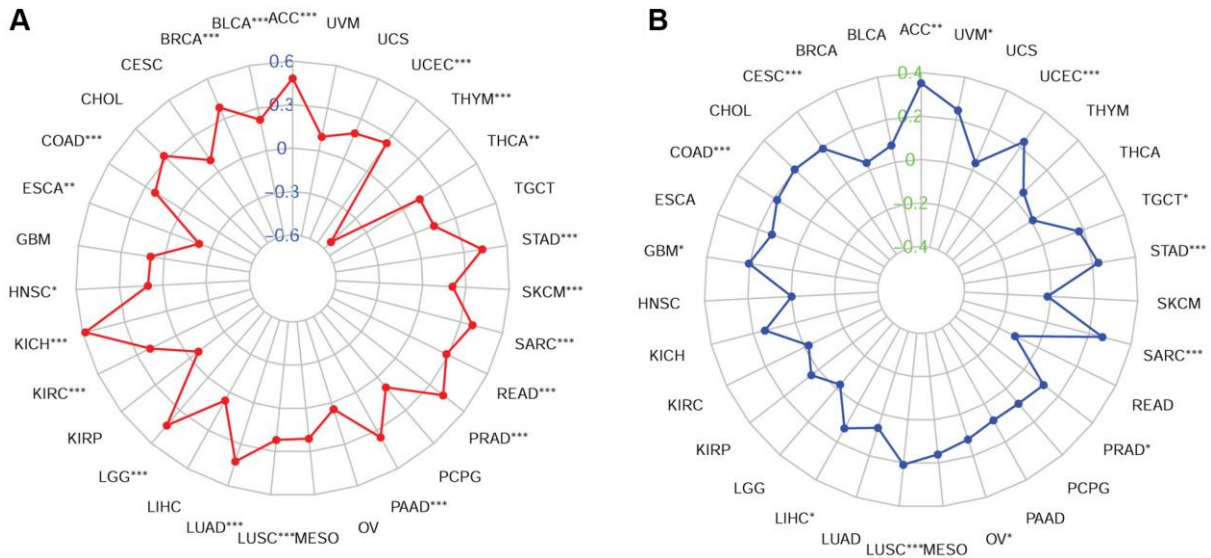 A
ACC***
UVM
UCS
UCEC***
THYM***
THCA**
TGCT
STAD***
SKCM***
SARC***
READ***
PRAD***
PCPG
PAAD***
OV
MESO
LUSC***
LUAD***
LIHC
LGG***
KIRP
KIRC***
KICH***
HNSC*
GBM
ESCA**
COAD***
CHOL
CESC
BRCA***
BLCA***
0.6
0.3
0
−0.3
−0.6
B
ACC**
UVM*
UCS
UCEC***
THYM
THCA
TGCT*
STAD***
SKCM
SARC***
READ
PRAD*
PCPG
PAAD
OV*
MESO
LUSC***
LUAD
LIHC*
LGG
KIRP
KIRC
KICH
HNSC
GBM*
ESCA
COAD***
CHOL
CESC***
BRCA
BLCA
0.4
0.2
0
−0.2
−0.4